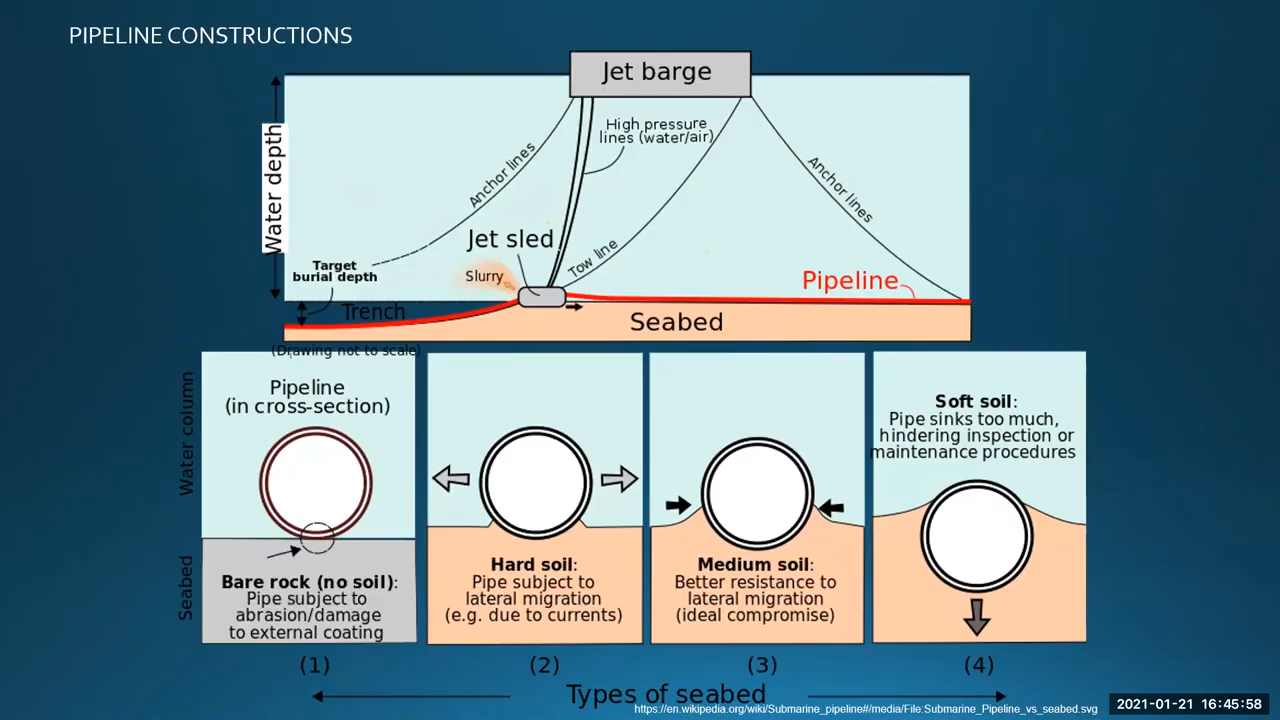 PIPELINE CONSTRUCTIONS
Jet barge
High pressure
lines (water/air)
Anchor lines
Anchor lines
Water depth
Jet sled
Tow line
Target
burial depth
Slurry
Pipeline
Trench
Seabed
(Drawing not to scale)
Water column
Seabed
Pipeline
(in cross-section)
Bare rock (no soil):
Pipe subject to
abrasion/damage
to external coating
Hard soil:
Pipe subject to
lateral migration
(e.g. due to currents)
Medium soil:
Better resistance to
lateral migration
(ideal compromise)
Soft soil:
Pipe sinks too much,
hindering inspection or
maintenance procedures
(1)
(2)
(3)
(4)
Types of seabed
https://en.wikipedia.org/wiki/Submarine_pipeline#/media/File:Submarine_Pipeline_vs_seabed.svg
2021-01-21 16:45:58